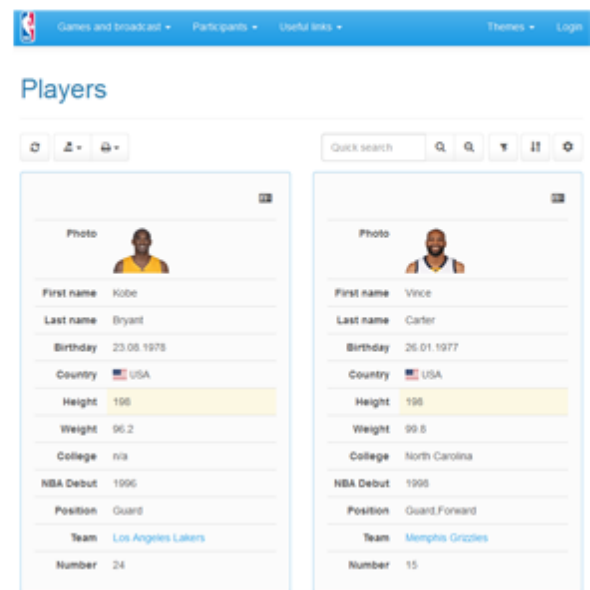 Games and broadcast Participants Useful links Themes Login
Players
Quick search
Photo
First name Kobe
Last name Bryant
Birthday 23.08.1978
Country USA
Height 198
Weight 96.2
College n/a
NBA Debut 1996
Position Guard
Team Los Angeles Lakers
Number 24
Photo
First name Vince
Last name Carter
Birthday 26.01.1977
Country USA
Height 198
Weight 99.8
College North Carolina
NBA Debut 1998
Position Guard,Forward
Team Memphis Grizzlies
Number 15